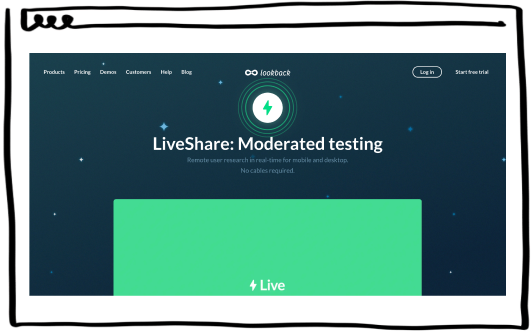 Products Pricing Demos Customers Help Blog lookback Log in Start free trial
LiveShare: Moderated testing
Remote user research in real-time for mobile and desktop.
No cables required.
Live